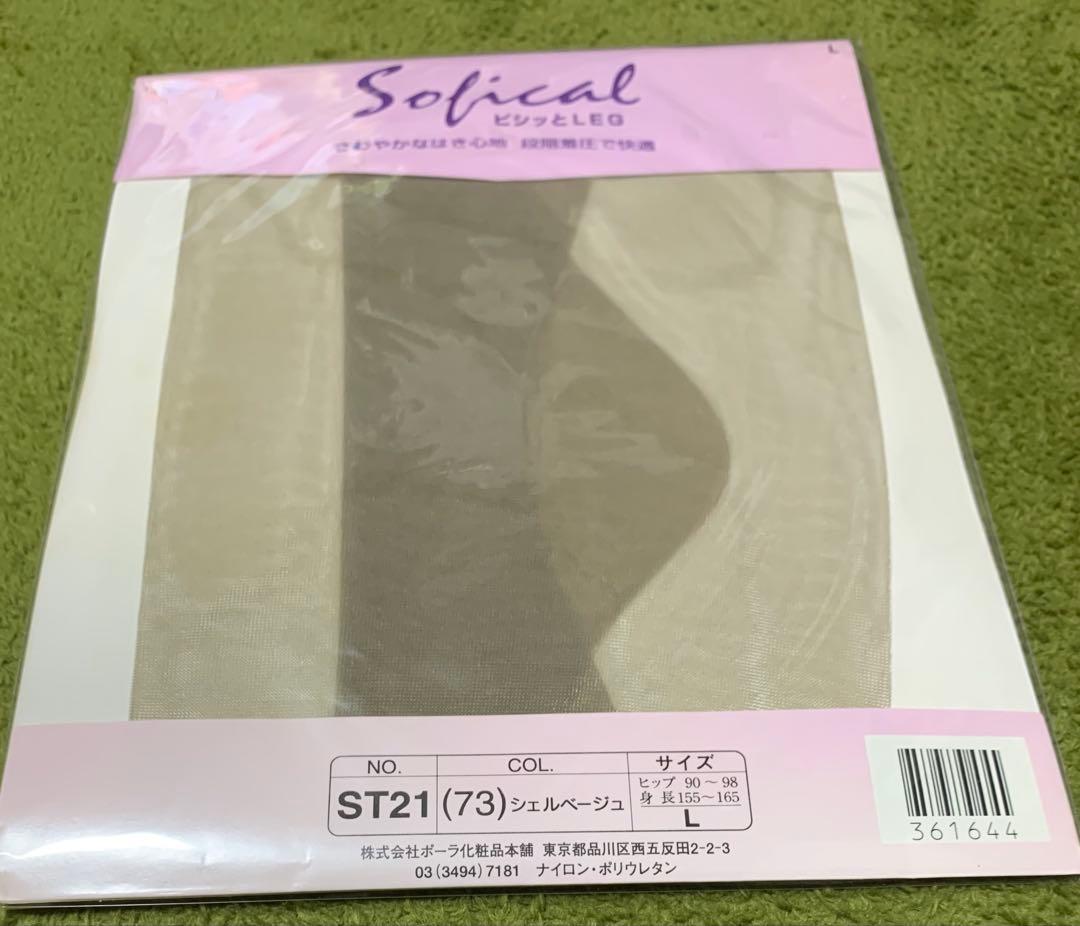 L
Sofical
ピシッとLEG
さわやかなはき心地 段階着圧で快適
NO. COL. サイズ
ST21 (73)シェルベージュ ヒップ 90～98
身 長155～165
L
361644
株式会社ポーラ化粧品本舗 東京都品川区西五反田2-2-3
03(3494)7181 ナイロン・ポリウレタン